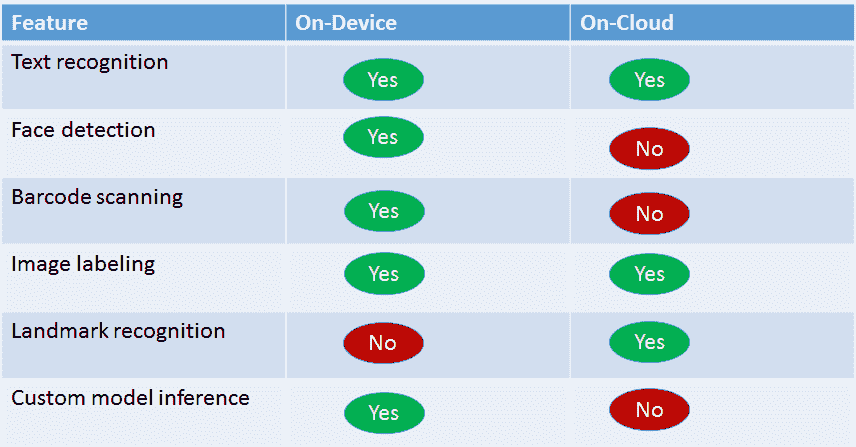 Feature On-Device On-Cloud
Text recognition Yes Yes
Face detection Yes No
Barcode scanning Yes No
Image labeling Yes Yes
Landmark recognition No Yes
Custom model inference Yes No